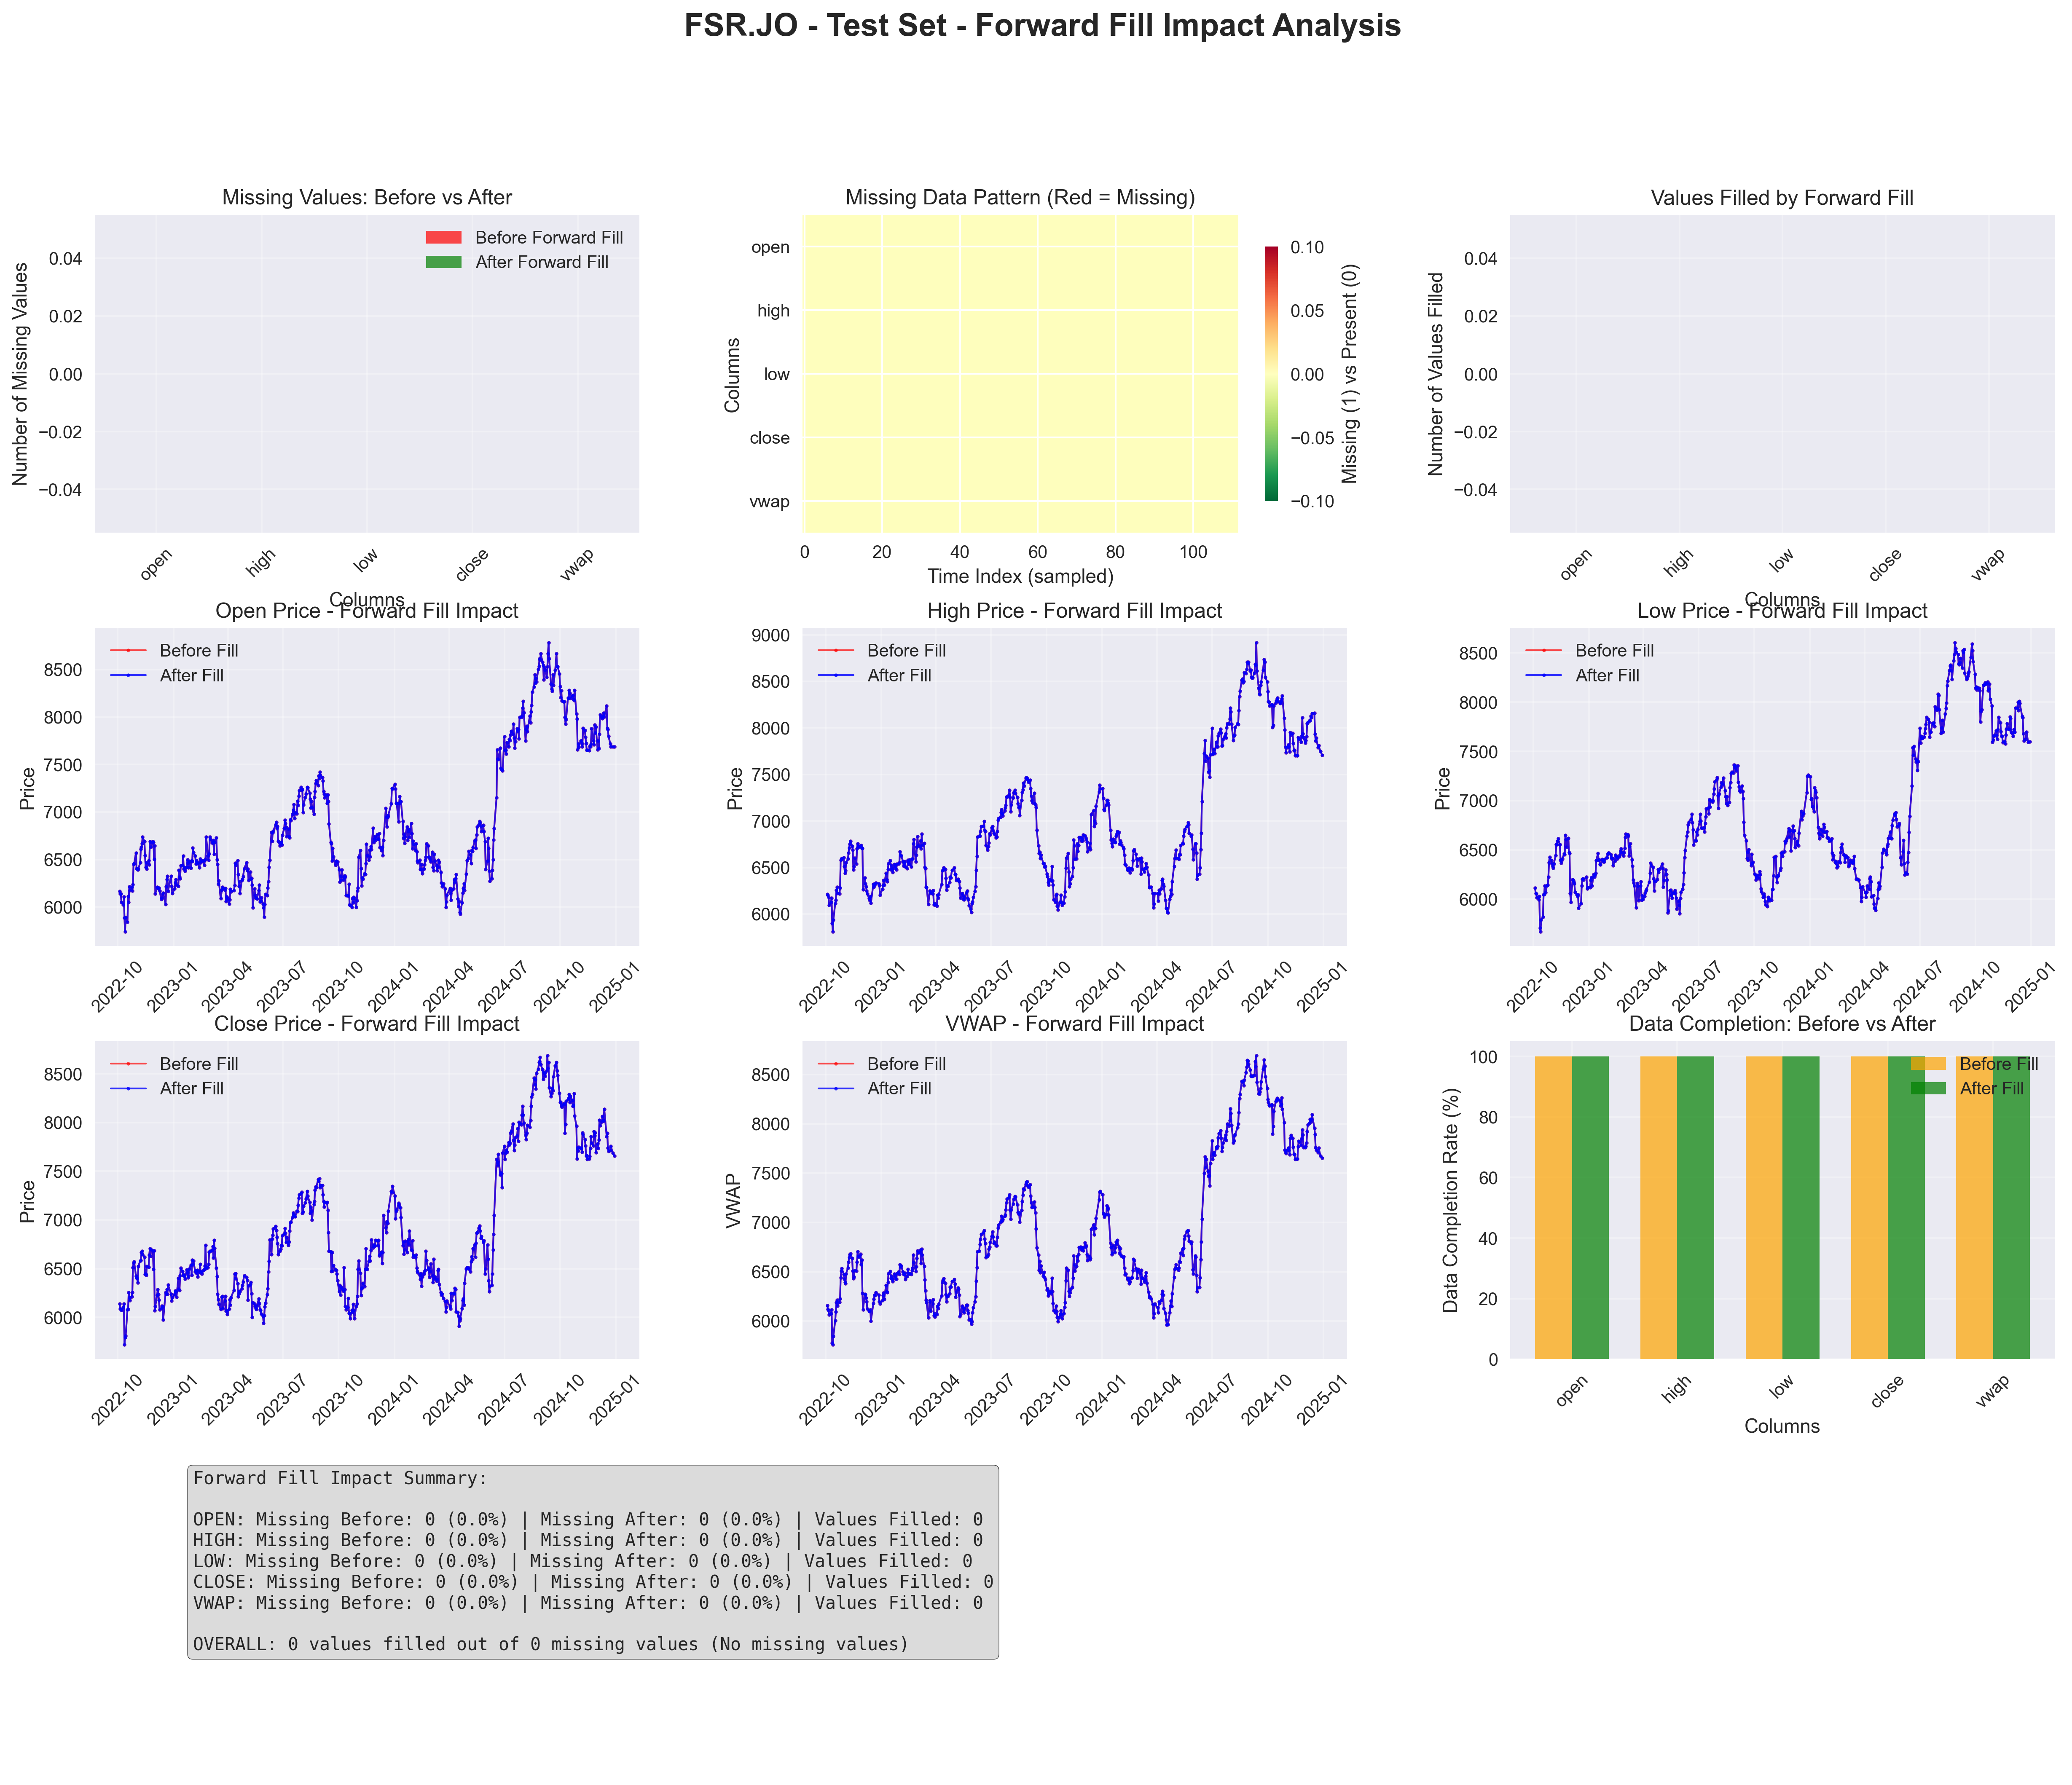 FSR.JO - Test Set - Forward Fill Impact Analysis
Missing Values: Before vs After
Number of Missing Values
0.04
0.02
0.00
−0.02
−0.04
Before Forward Fill
After Forward Fill
open
high
low
close
vwap
Columns
Missing Data Pattern (Red = Missing)
Columns
open
high
low
close
vwap
0
20
40
60
80
100
Time Index (sampled)
0.10
0.05
0.00
−0.05
−0.10
Missing (1) vs Present (0)
Values Filled by Forward Fill
Number of Values Filled
0.04
0.02
0.00
−0.02
−0.04
open
high
low
close
vwap
Columns
Open Price - Forward Fill Impact
Price
8500
8000
7500
7000
6500
6000
Before Fill
After Fill
2022-10
2023-01
2023-04
2023-07
2023-10
2024-01
2024-04
2024-07
2024-10
2025-01
High Price - Forward Fill Impact
Price
9000
8500
8000
7500
7000
6500
6000
Before Fill
After Fill
2022-10
2023-01
2023-04
2023-07
2023-10
2024-01
2024-04
2024-07
2024-10
2025-01
Low Price - Forward Fill Impact
Price
8500
8000
7500
7000
6500
6000
Before Fill
After Fill
2022-10
2023-01
2023-04
2023-07
2023-10
2024-01
2024-04
2024-07
2024-10
2025-01
Close Price - Forward Fill Impact
Price
8500
8000
7500
7000
6500
6000
Before Fill
After Fill
2022-10
2023-01
2023-04
2023-07
2023-10
2024-01
2024-04
2024-07
2024-10
2025-01
VWAP - Forward Fill Impact
VWAP
8500
8000
7500
7000
6500
6000
Before Fill
After Fill
2022-10
2023-01
2023-04
2023-07
2023-10
2024-01
2024-04
2024-07
2024-10
2025-01
Data Completion: Before vs After
Data Completion Rate (%)
100
80
60
40
20
0
Before Fill
After Fill
open
high
low
close
vwap
Columns
Forward Fill Impact Summary:
OPEN: Missing Before: 0 (0.0%) | Missing After: 0 (0.0%) | Values Filled: 0
HIGH: Missing Before: 0 (0.0%) | Missing After: 0 (0.0%) | Values Filled: 0
LOW: Missing Before: 0 (0.0%) | Missing After: 0 (0.0%) | Values Filled: 0
CLOSE: Missing Before: 0 (0.0%) | Missing After: 0 (0.0%) | Values Filled: 0
VWAP: Missing Before: 0 (0.0%) | Missing After: 0 (0.0%) | Values Filled: 0
OVERALL: 0 values filled out of 0 missing values (No missing values)